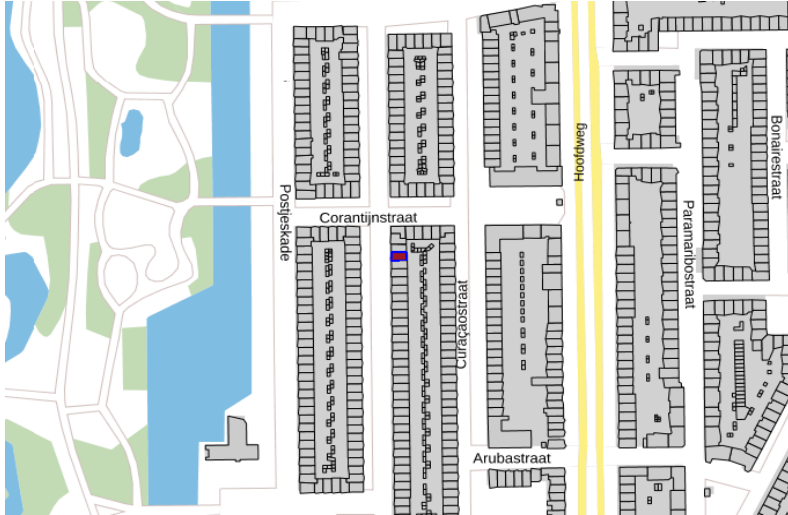 Hoofdweg
Bonairestraat
Postjeskade
Corantijnstraat
Paramaribostraat
Curaçaostraat
Arubastraat